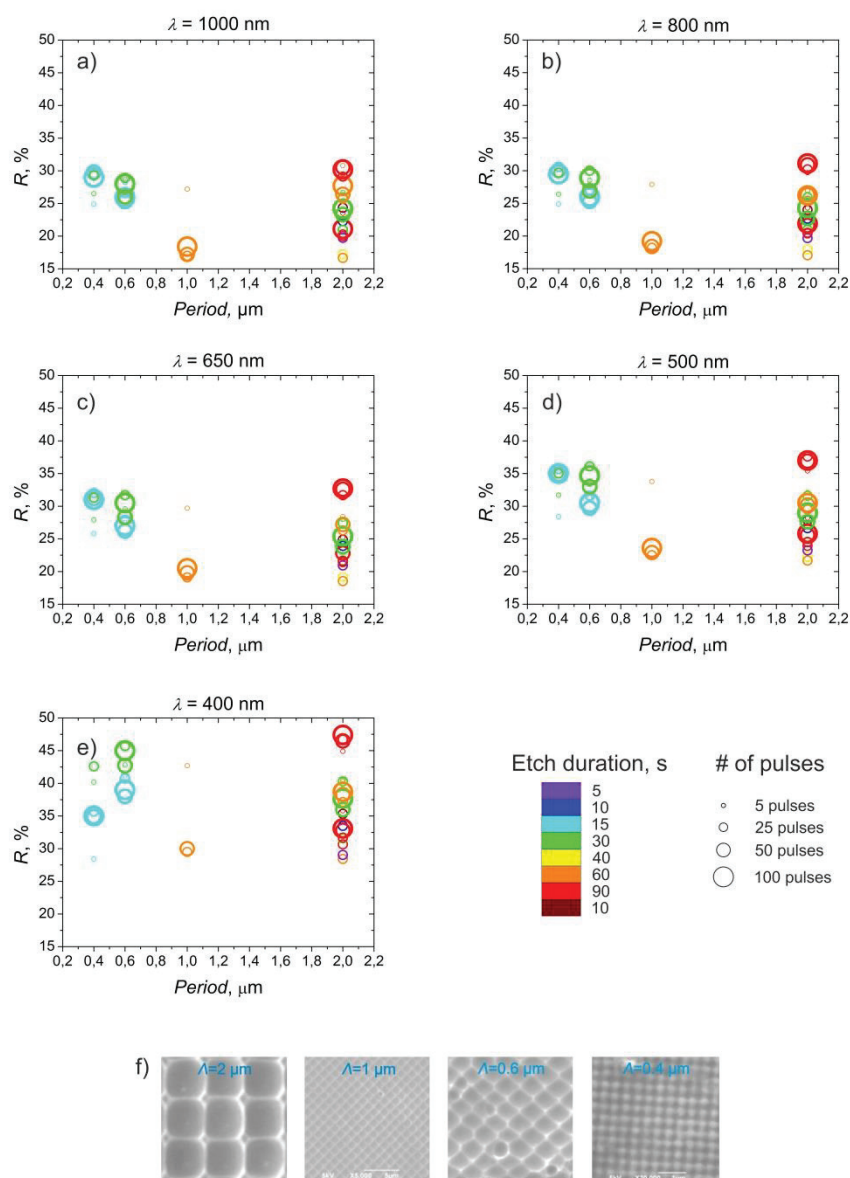 λ = 1000 nm
a)
50
45
40
35
30
25
20
15
R, %
0,2 0,4 0,6 0,8 1,0 1,2 1,4 1,6 1,8 2,0 2,2
Period, µm
λ = 800 nm
b)
50
45
40
35
30
25
20
15
R, %
0,2 0,4 0,6 0,8 1,0 1,2 1,4 1,6 1,8 2,0 2,2
Period, µm
λ = 650 nm
c)
50
45
40
35
30
25
20
15
R, %
0,2 0,4 0,6 0,8 1,0 1,2 1,4 1,6 1,8 2,0 2,2
Period, µm
λ = 500 nm
d)
50
45
40
35
30
25
20
15
R, %
0,2 0,4 0,6 0,8 1,0 1,2 1,4 1,6 1,8 2,0 2,2
Period, µm
λ = 400 nm
e)
50
45
40
35
30
25
20
15
R, %
0,2 0,4 0,6 0,8 1,0 1,2 1,4 1,6 1,8 2,0 2,2
Period, µm
Etch duration, s
5
10
15
30
40
60
90
10
# of pulses
5 pulses
25 pulses
50 pulses
100 pulses
f)
Λ=2 µm
Λ=1 µm
Λ=0.6 µm
Λ=0.4 µm